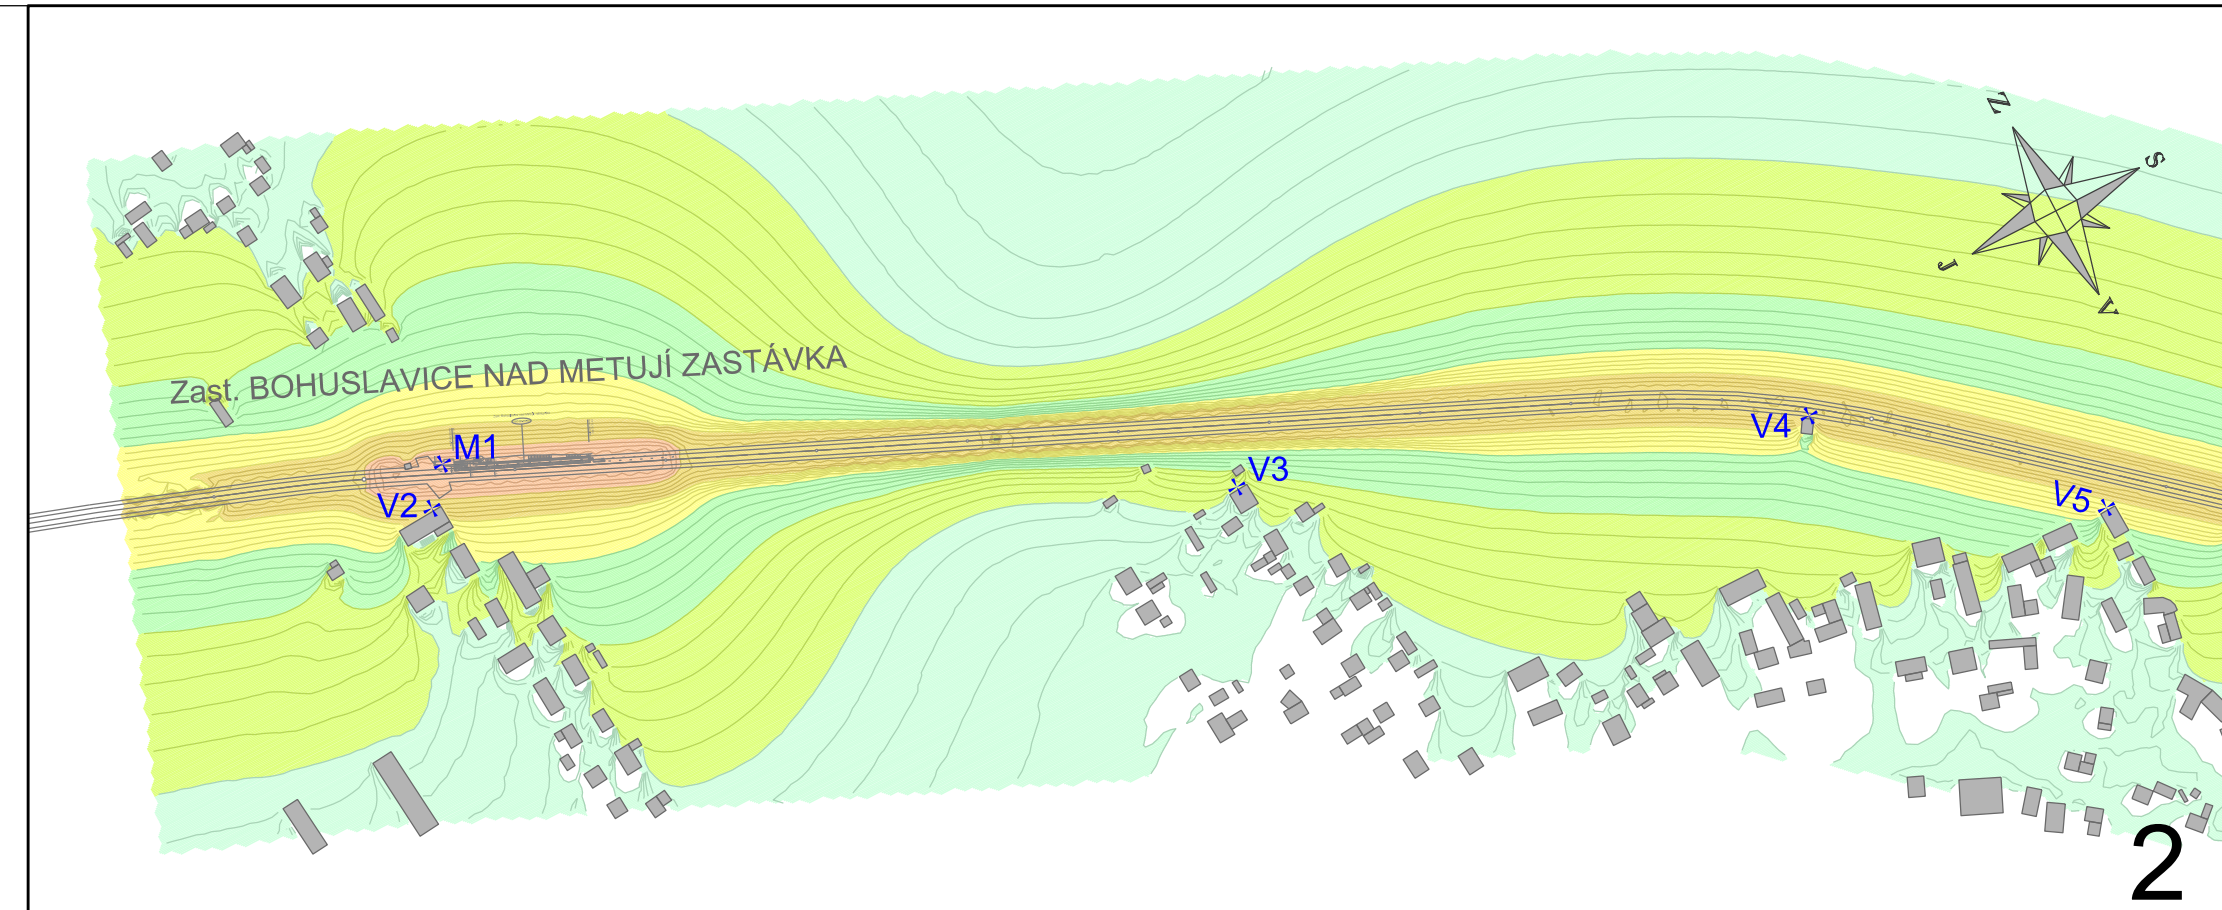 Z
S
J
V
Zast. BOHUSLAVICE NAD METUJÍ ZASTÁVKA
M1
V2
V3
V4
V5
2